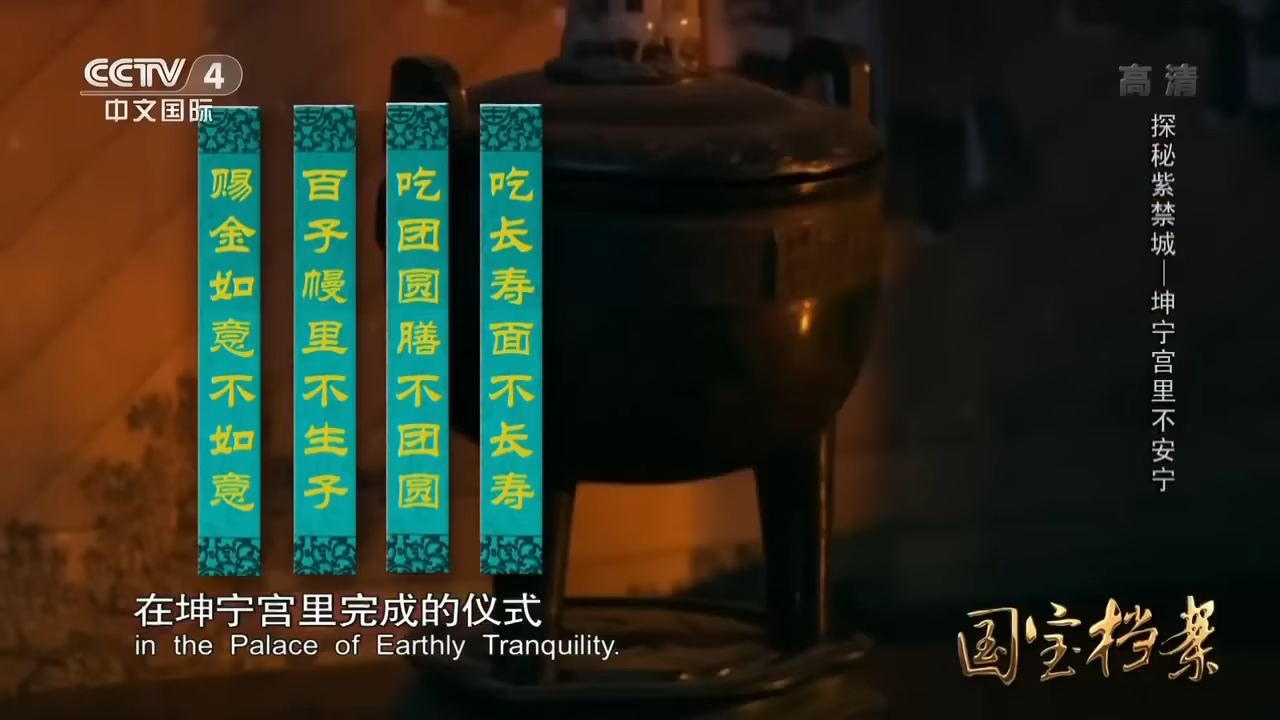 CCTV 4
中文国际
高清
探秘紫禁城—坤宁宫里不安宁
吃长寿面不长寿
吃团圆膳不团圆
百子幔里不生子
赐金如意不如意
在坤宁宫里完成的仪式
in the Palace of Earthly Tranquility.
国宝档案